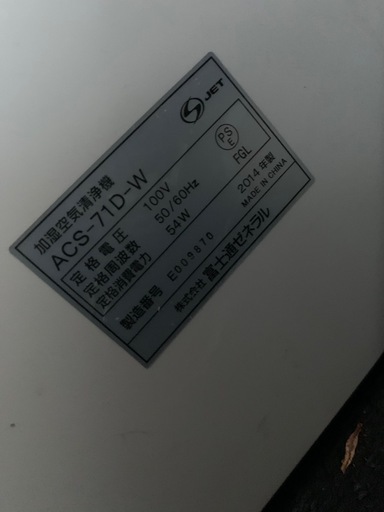 加湿空気清浄機
ACS-71D-W
定格電圧 100V
定格周波数 50/60Hz
定格消費電力 54W
製造番号 E009870
JET
PSE
FGL
2014年製
MADE IN CHINA
株式会社 富士通ゼネラル